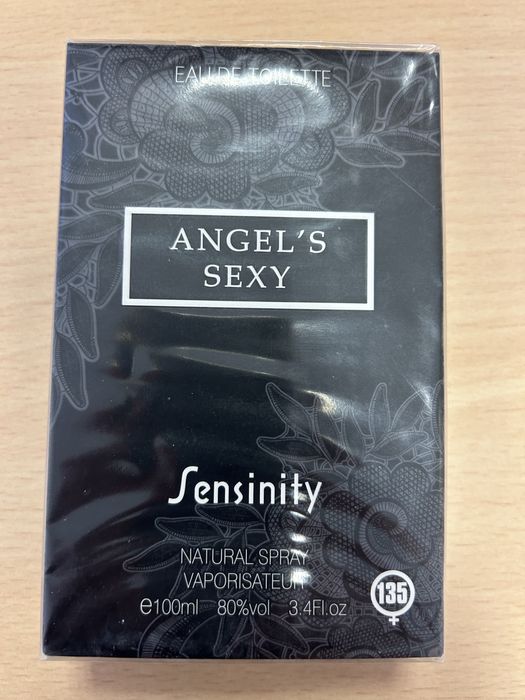 EAU DE TOILETTE
ANGEL'S
SEXY
Sensinity
NATURAL SPRAY
VAPORISATEUR
℮100ml 80%vol 3.4Fl.oz
135